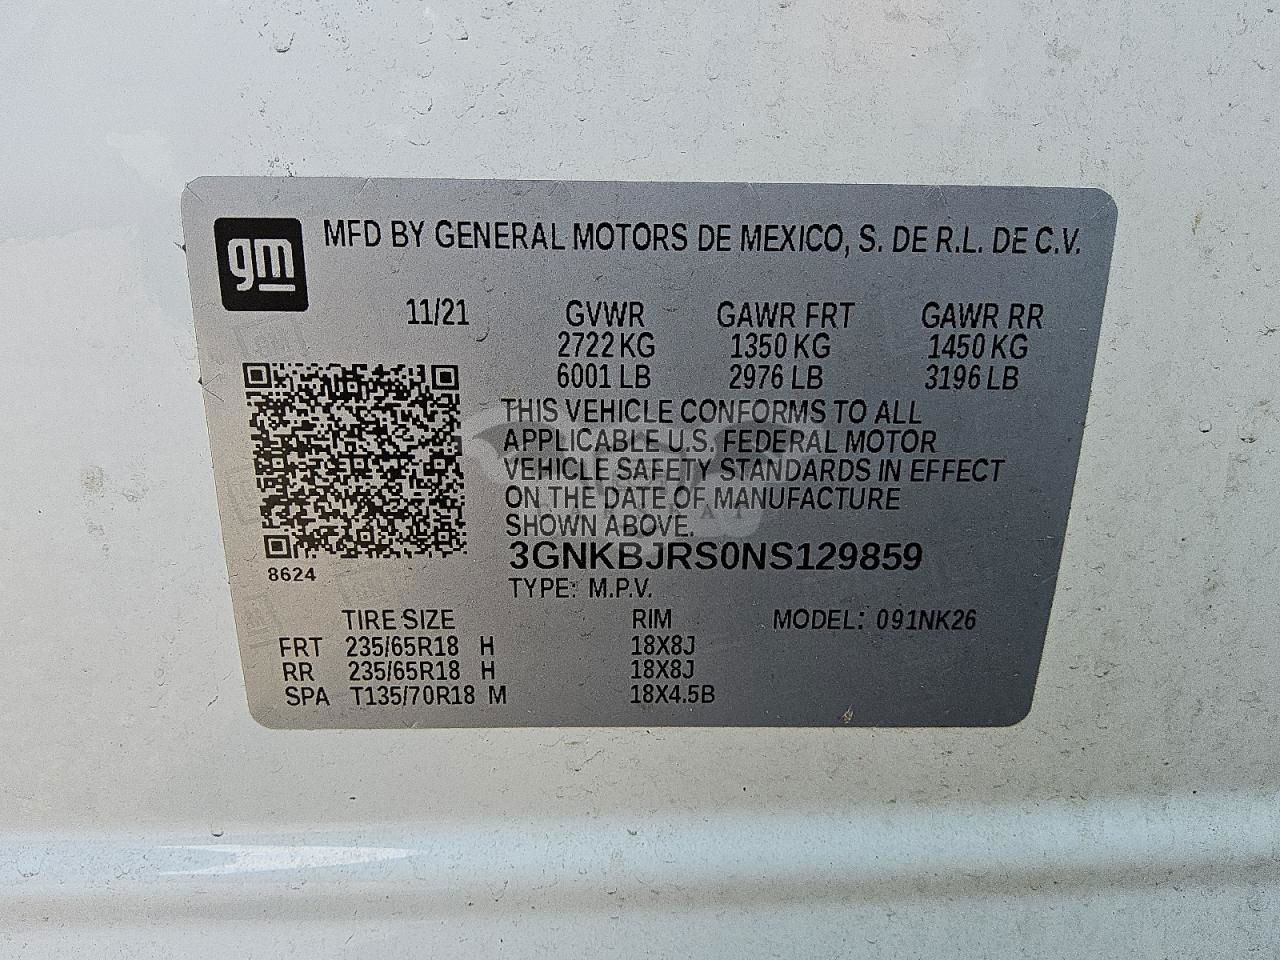 gm MFD BY GENERAL MOTORS DE MEXICO, S. DE R.L. DE C.V.
11/21 GVWR GAWR FRT GAWR RR
2722 KG 1350 KG 1450 KG
6001 LB 2976 LB 3196 LB
THIS VEHICLE CONFORMS TO ALL
APPLICABLE U.S. FEDERAL MOTOR
VEHICLE SAFETY STANDARDS IN EFFECT
ON THE DATE OF MANUFACTURE
SHOWN ABOVE.
3GNKBJRS0NS129859
8624
TYPE: M.P.V.
TIRE SIZE RIM MODEL: 091NK26
FRT 235/65R18 H 18X8J
RR 235/65R18 H 18X8J
SPA T135/70R18 M 18X4.5B